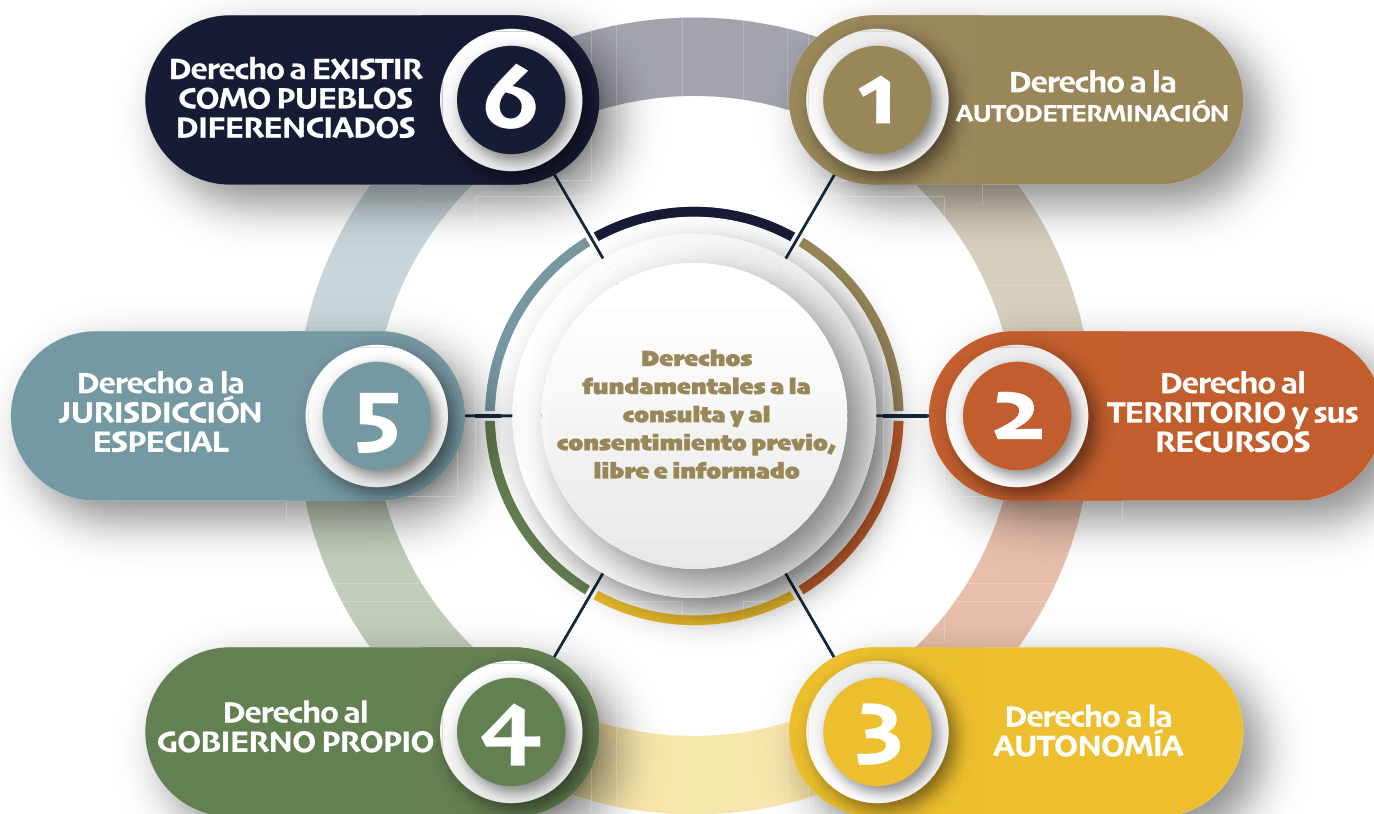 Derechos
fundamentales a la
consulta y al
consentimiento previo,
libre e informado
1
Derecho a la
AUTODETERMINACIÓN
2
Derecho al
TERRITORIO y sus
RECURSOS
3
Derecho a la
AUTONOMÍA
4
Derecho al
GOBIERNO PROPIO
5
Derecho a la
JURISDICCIÓN
ESPECIAL
6
Derecho a EXISTIR
COMO PUEBLOS
DIFERENCIADOS